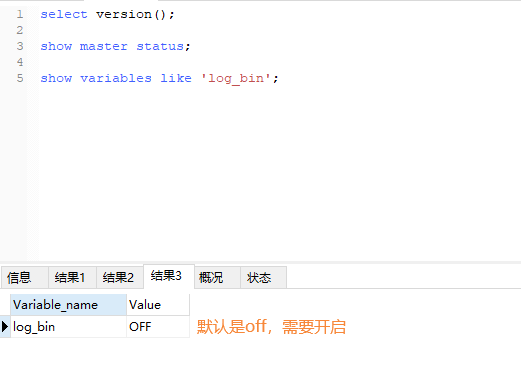 1 select version();
2
3 show master status;
4
5 show variables like 'log_bin';
信息 结果1 结果2 结果3 概况 状态
Variable_name Value
log_bin OFF 默认是off，需要开启